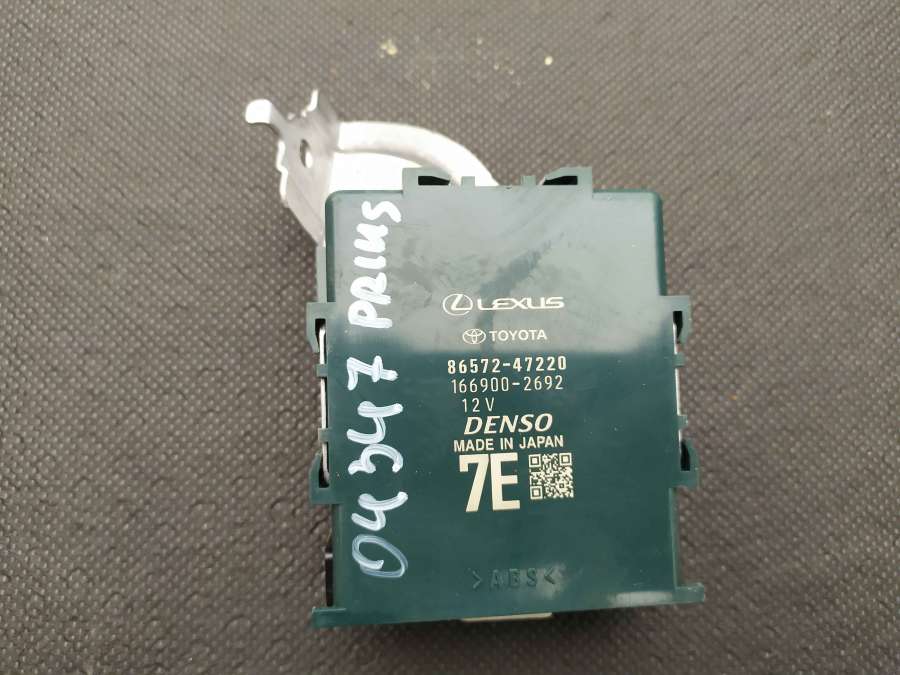 LEXUS
TOYOTA
86572-47220
166900-2692
12V
DENSO
MADE IN JAPAN
7E
>ABS<
04347 PRIUS